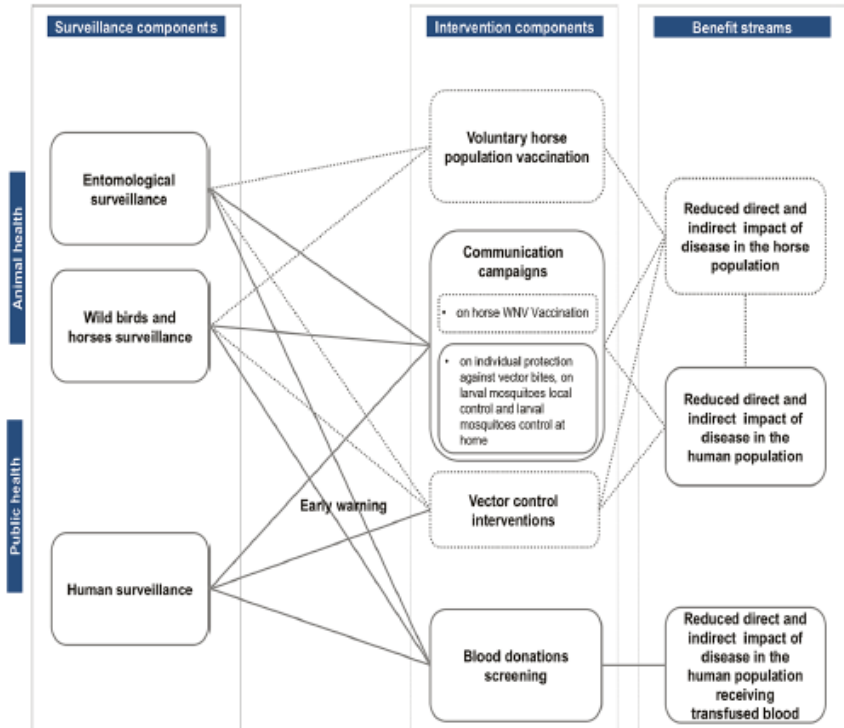 Surveillance components
Intervention components
Benefit streams
Animal health
Public health
Entomological
surveillance
Wild birds and
horses surveillance
Human surveillance
Early warning
Voluntary horse
population vaccination
Communication
campaigns
• on horse WNV Vaccination
• on individual protection
against vector bites, on
larval mosquitoes local
control and larval
mosquitoes control at
home
Vector control
interventions
Blood donations
screening
Reduced direct and
indirect impact of
disease in the horse
population
Reduced direct and
indirect impact of
disease in the
human population
Reduced direct and
indirect impact of
disease in the
human population
receiving
transfused blood